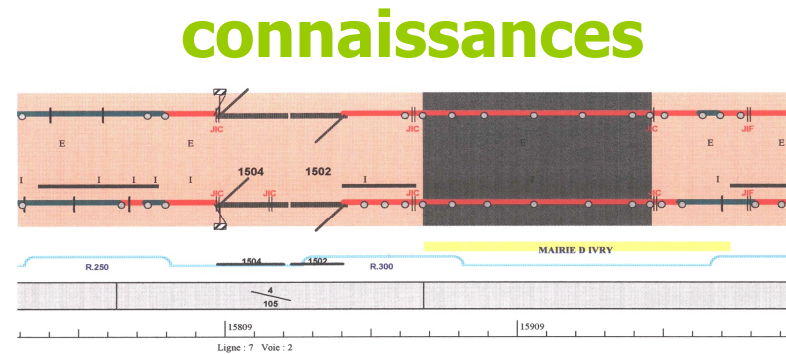 connaissances
JIC JIC JIC JIF
E E E E E
1504 1502
I I I I I I I I
JIC JIC JIC JIC JIF
MAIRIE D IVRY
1504 1502
R.250 R.300
4
105
15809 15909
Ligne : 7 Voie : 2